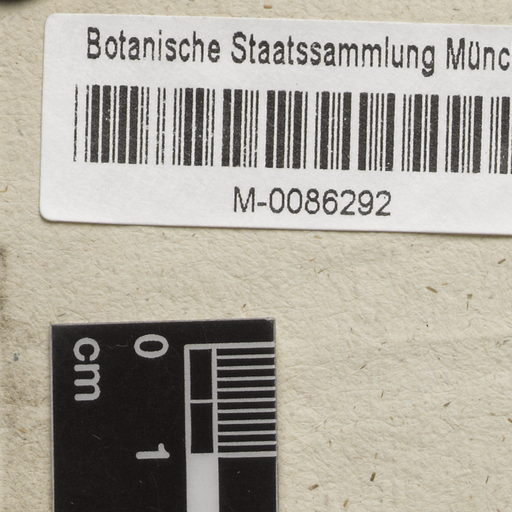 Botanische Staatssammlung Münc
M-0086292
cm
0
1